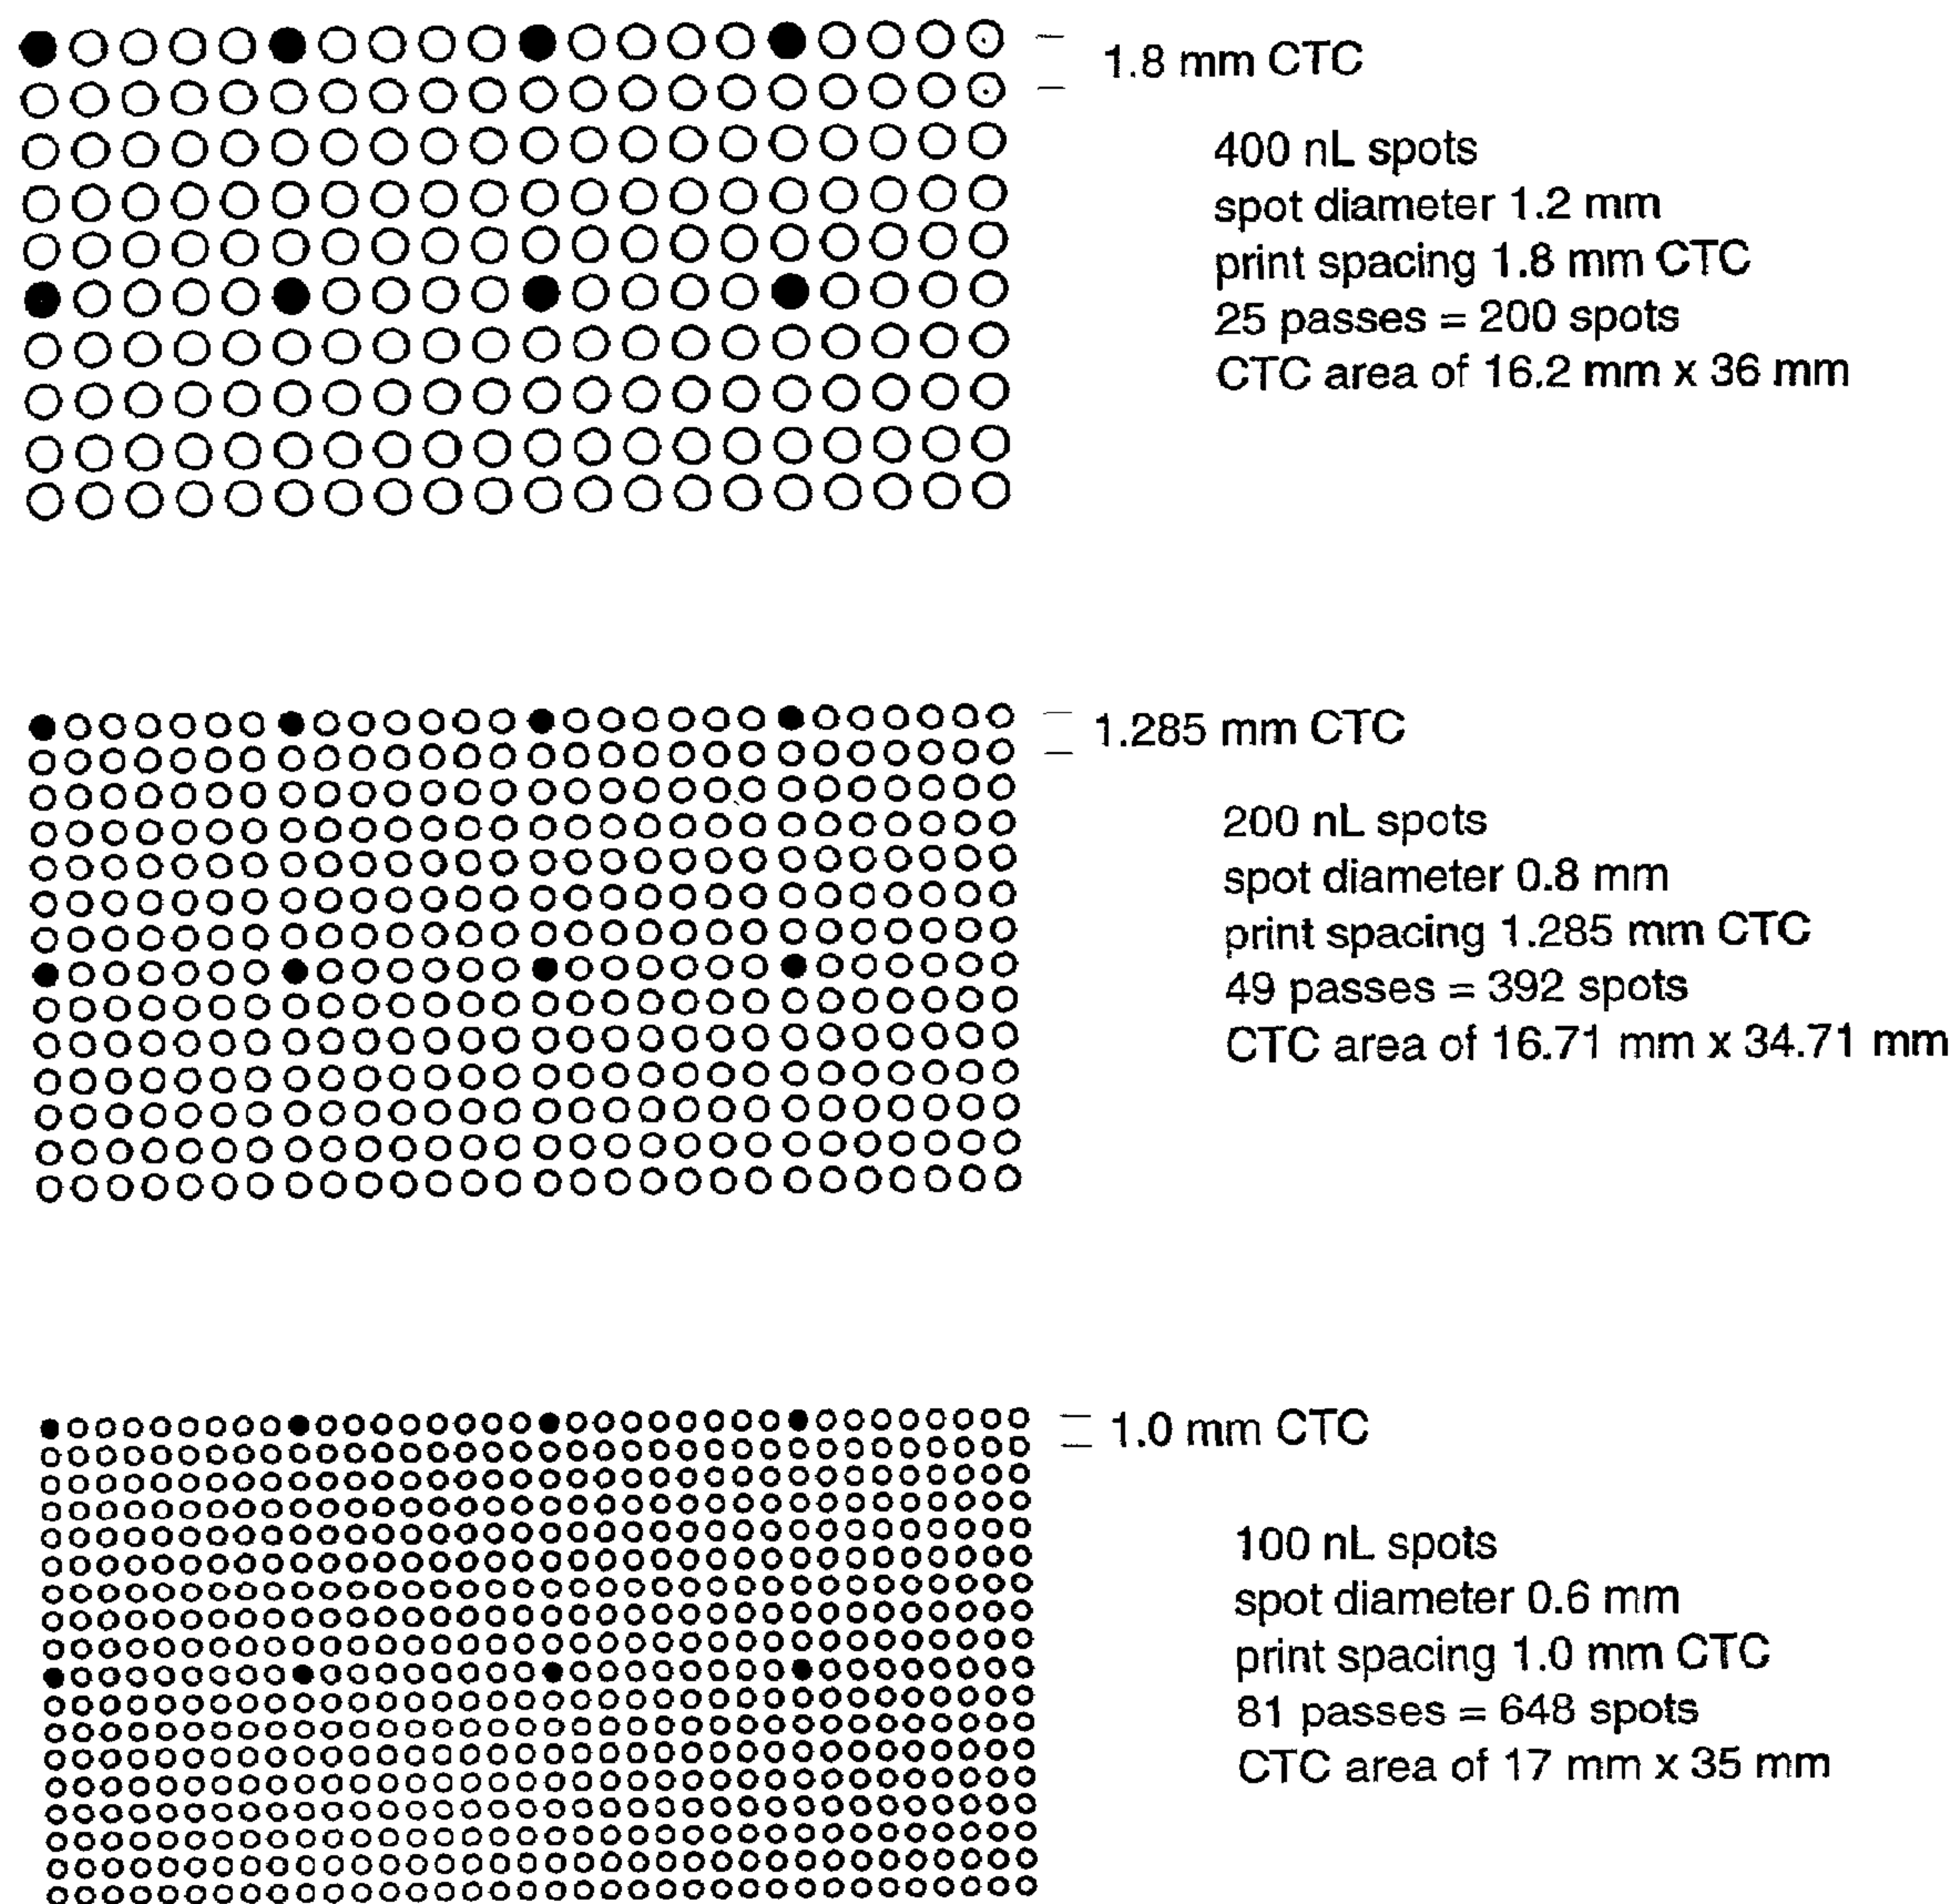 1.8 mm CTC
400 nL spots
spot diameter 1.2 mm
print spacing 1.8 mm CTC
25 passes = 200 spots
CTC area of 16.2 mm x 36 mm
1.285 mm CTC
200 nL spots
spot diameter 0.8 mm
print spacing 1.285 mm CTC
49 passes = 392 spots
CTC area of 16.71 mm x 34.71 mm
1.0 mm CTC
100 nL spots
spot diameter 0.6 mm
print spacing 1.0 mm CTC
81 passes = 648 spots
CTC area of 17 mm x 35 mm